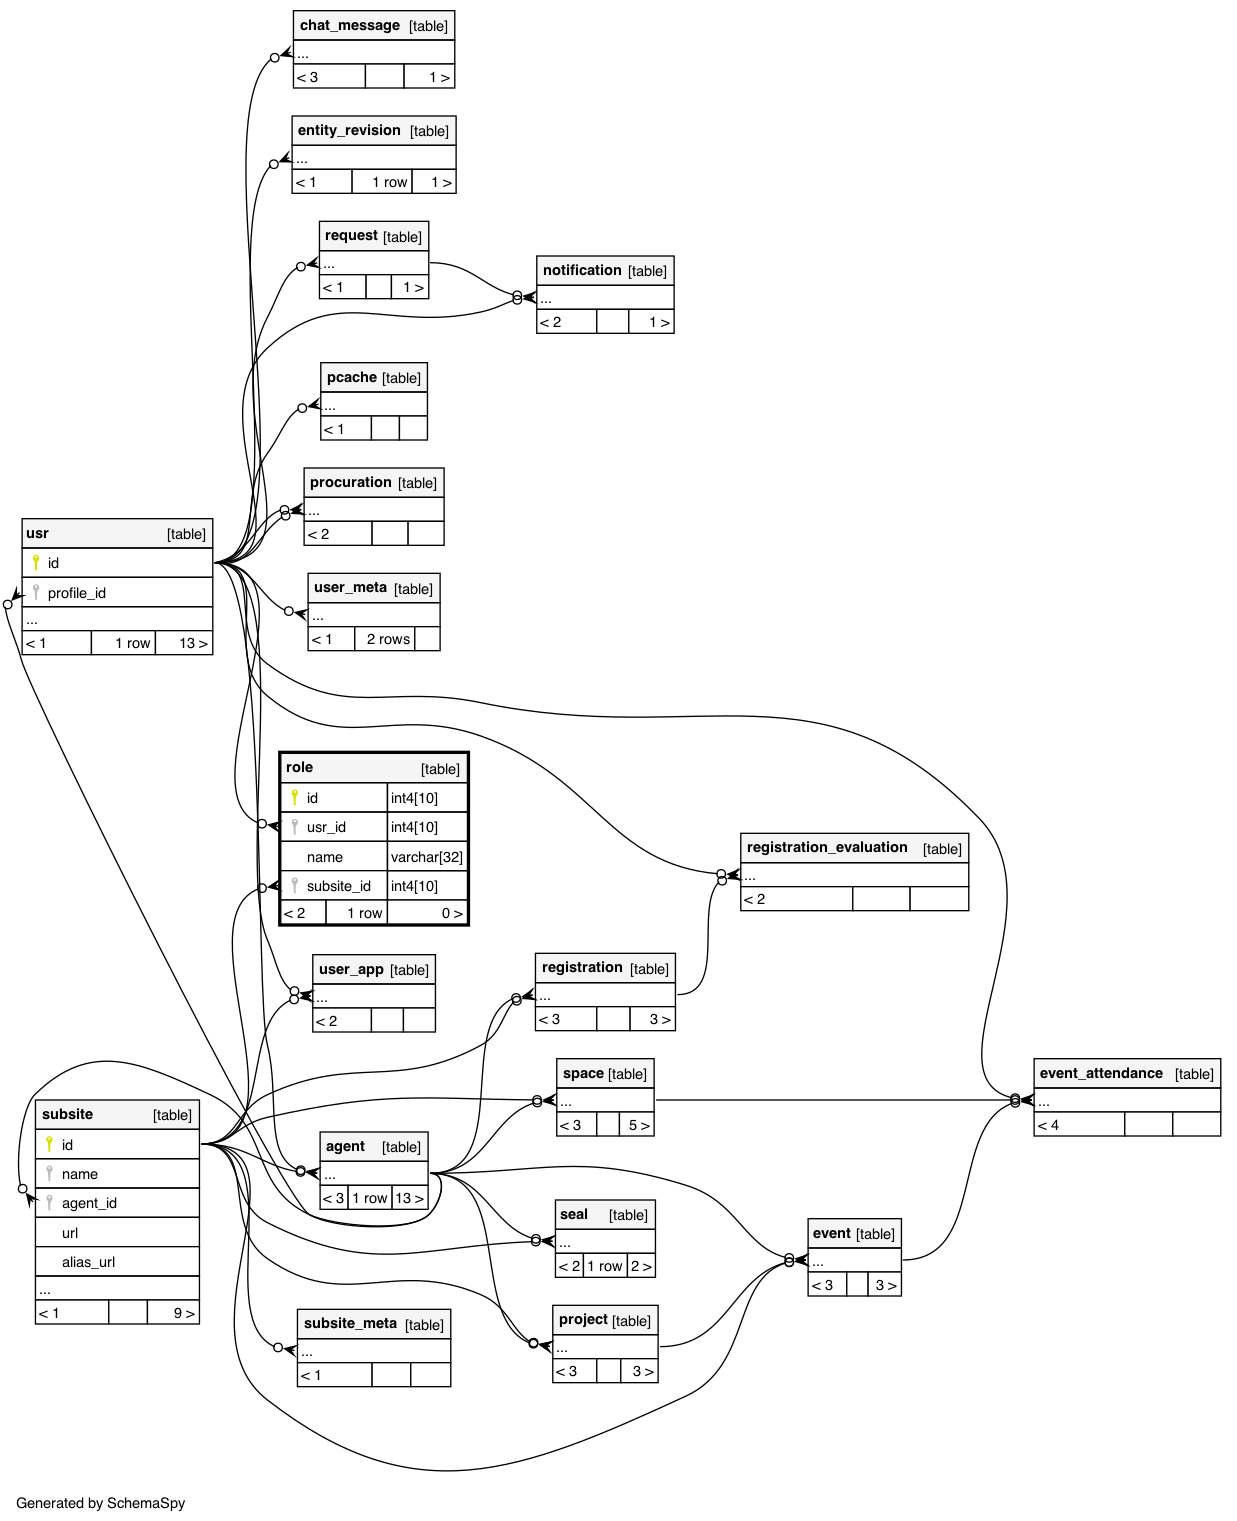 chat_message [table]
...
< 3 1 >
entity_revision [table]
...
< 1 1 row 1 >
request [table]
...
< 1 1 >
notification [table]
...
< 2 1 >
pcache [table]
...
< 1
procuration [table]
...
< 2
usr [table]
id
profile_id
...
< 1 1 row 13 >
user_meta [table]
...
< 1 2 rows
role [table]
id int4[10]
usr_id int4[10]
name varchar[32]
subsite_id int4[10]
< 2 1 row 0 >
registration_evaluation [table]
...
< 2
user_app [table]
...
< 2
registration [table]
...
< 3 3 >
space [table]
...
< 3 5 >
event_attendance [table]
...
< 4
subsite [table]
id
name
agent_id
url
alias_url
...
< 1 9 >
agent [table]
...
< 3 1 row 13 >
seal [table]
...
< 2 1 row 2 >
event [table]
...
< 3 3 >
subsite_meta [table]
...
< 1
project [table]
...
< 3 3 >
Generated by SchemaSpy